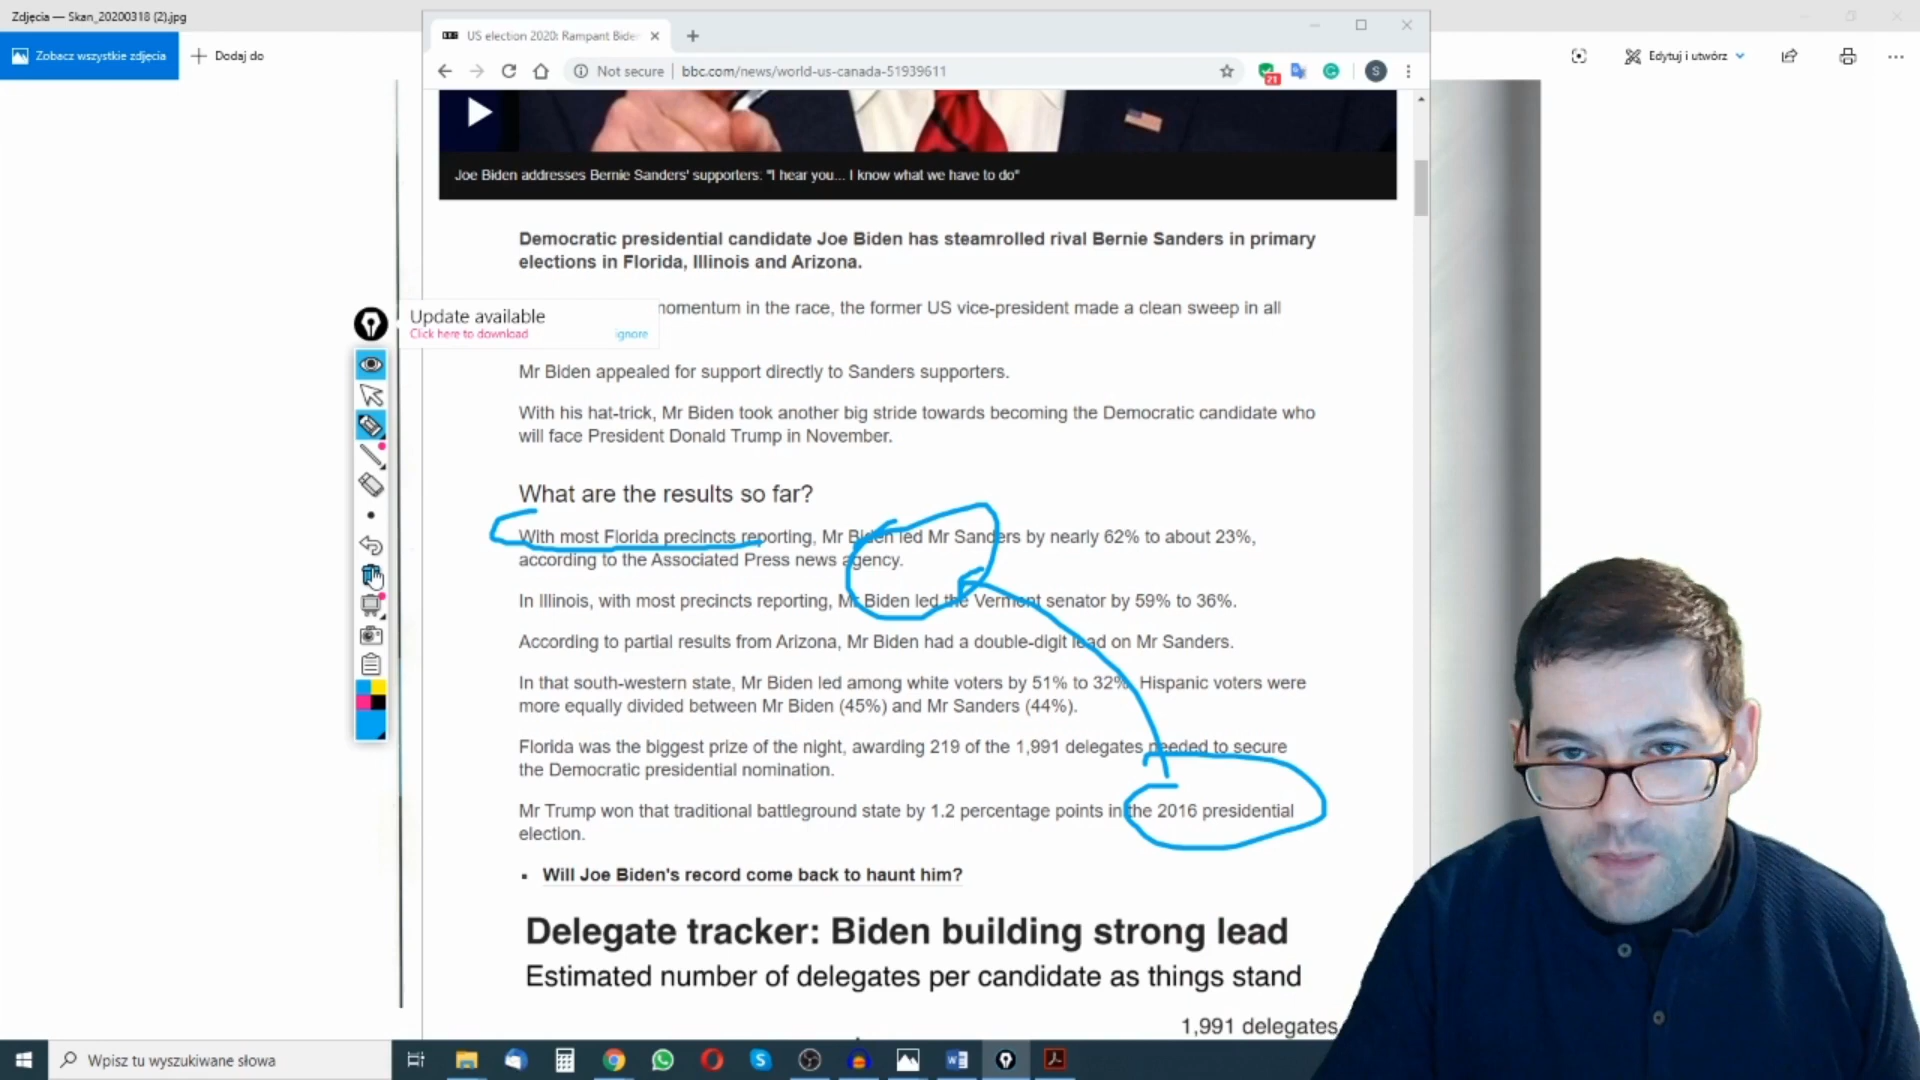 Zdjęcia — Skan_20200318 (2).jpg
Zobacz wszystkie zdjęcia
Dodaj do
Edytuj i utwórz
US election 2020: Rampant Biden
Not secure
bbc.com/news/world-us-canada-51939611
21
S
Joe Biden addresses Bernie Sanders' supporters: "I hear you... I know what we have to do"
Democratic presidential candidate Joe Biden has steamrolled rival Bernie Sanders in primary
elections in Florida, Illinois and Arizona.
Update available
Click here to download
ignore
momentum in the race, the former US vice-president made a clean sweep in all
Mr Biden appealed for support directly to Sanders supporters.
With his hat-trick, Mr Biden took another big stride towards becoming the Democratic candidate who
will face President Donald Trump in November.
What are the results so far?
With most Florida precincts reporting, Mr Biden led Mr Sanders by nearly 62% to about 23%,
according to the Associated Press news agency.
In Illinois, with most precincts reporting, Mr Biden led the Vermont senator by 59% to 36%.
According to partial results from Arizona, Mr Biden had a double-digit lead on Mr Sanders.
In that south-western state, Mr Biden led among white voters by 51% to 32%. Hispanic voters were
more equally divided between Mr Biden (45%) and Mr Sanders (44%).
Florida was the biggest prize of the night, awarding 219 of the 1,991 delegates needed to secure
the Democratic presidential nomination.
Mr Trump won that traditional battleground state by 1.2 percentage points in the 2016 presidential
election.
Will Joe Biden's record come back to haunt him?
Delegate tracker: Biden building strong lead
Estimated number of delegates per candidate as things stand
1,991 delegates
Wpisz tu wyszukiwane słowa